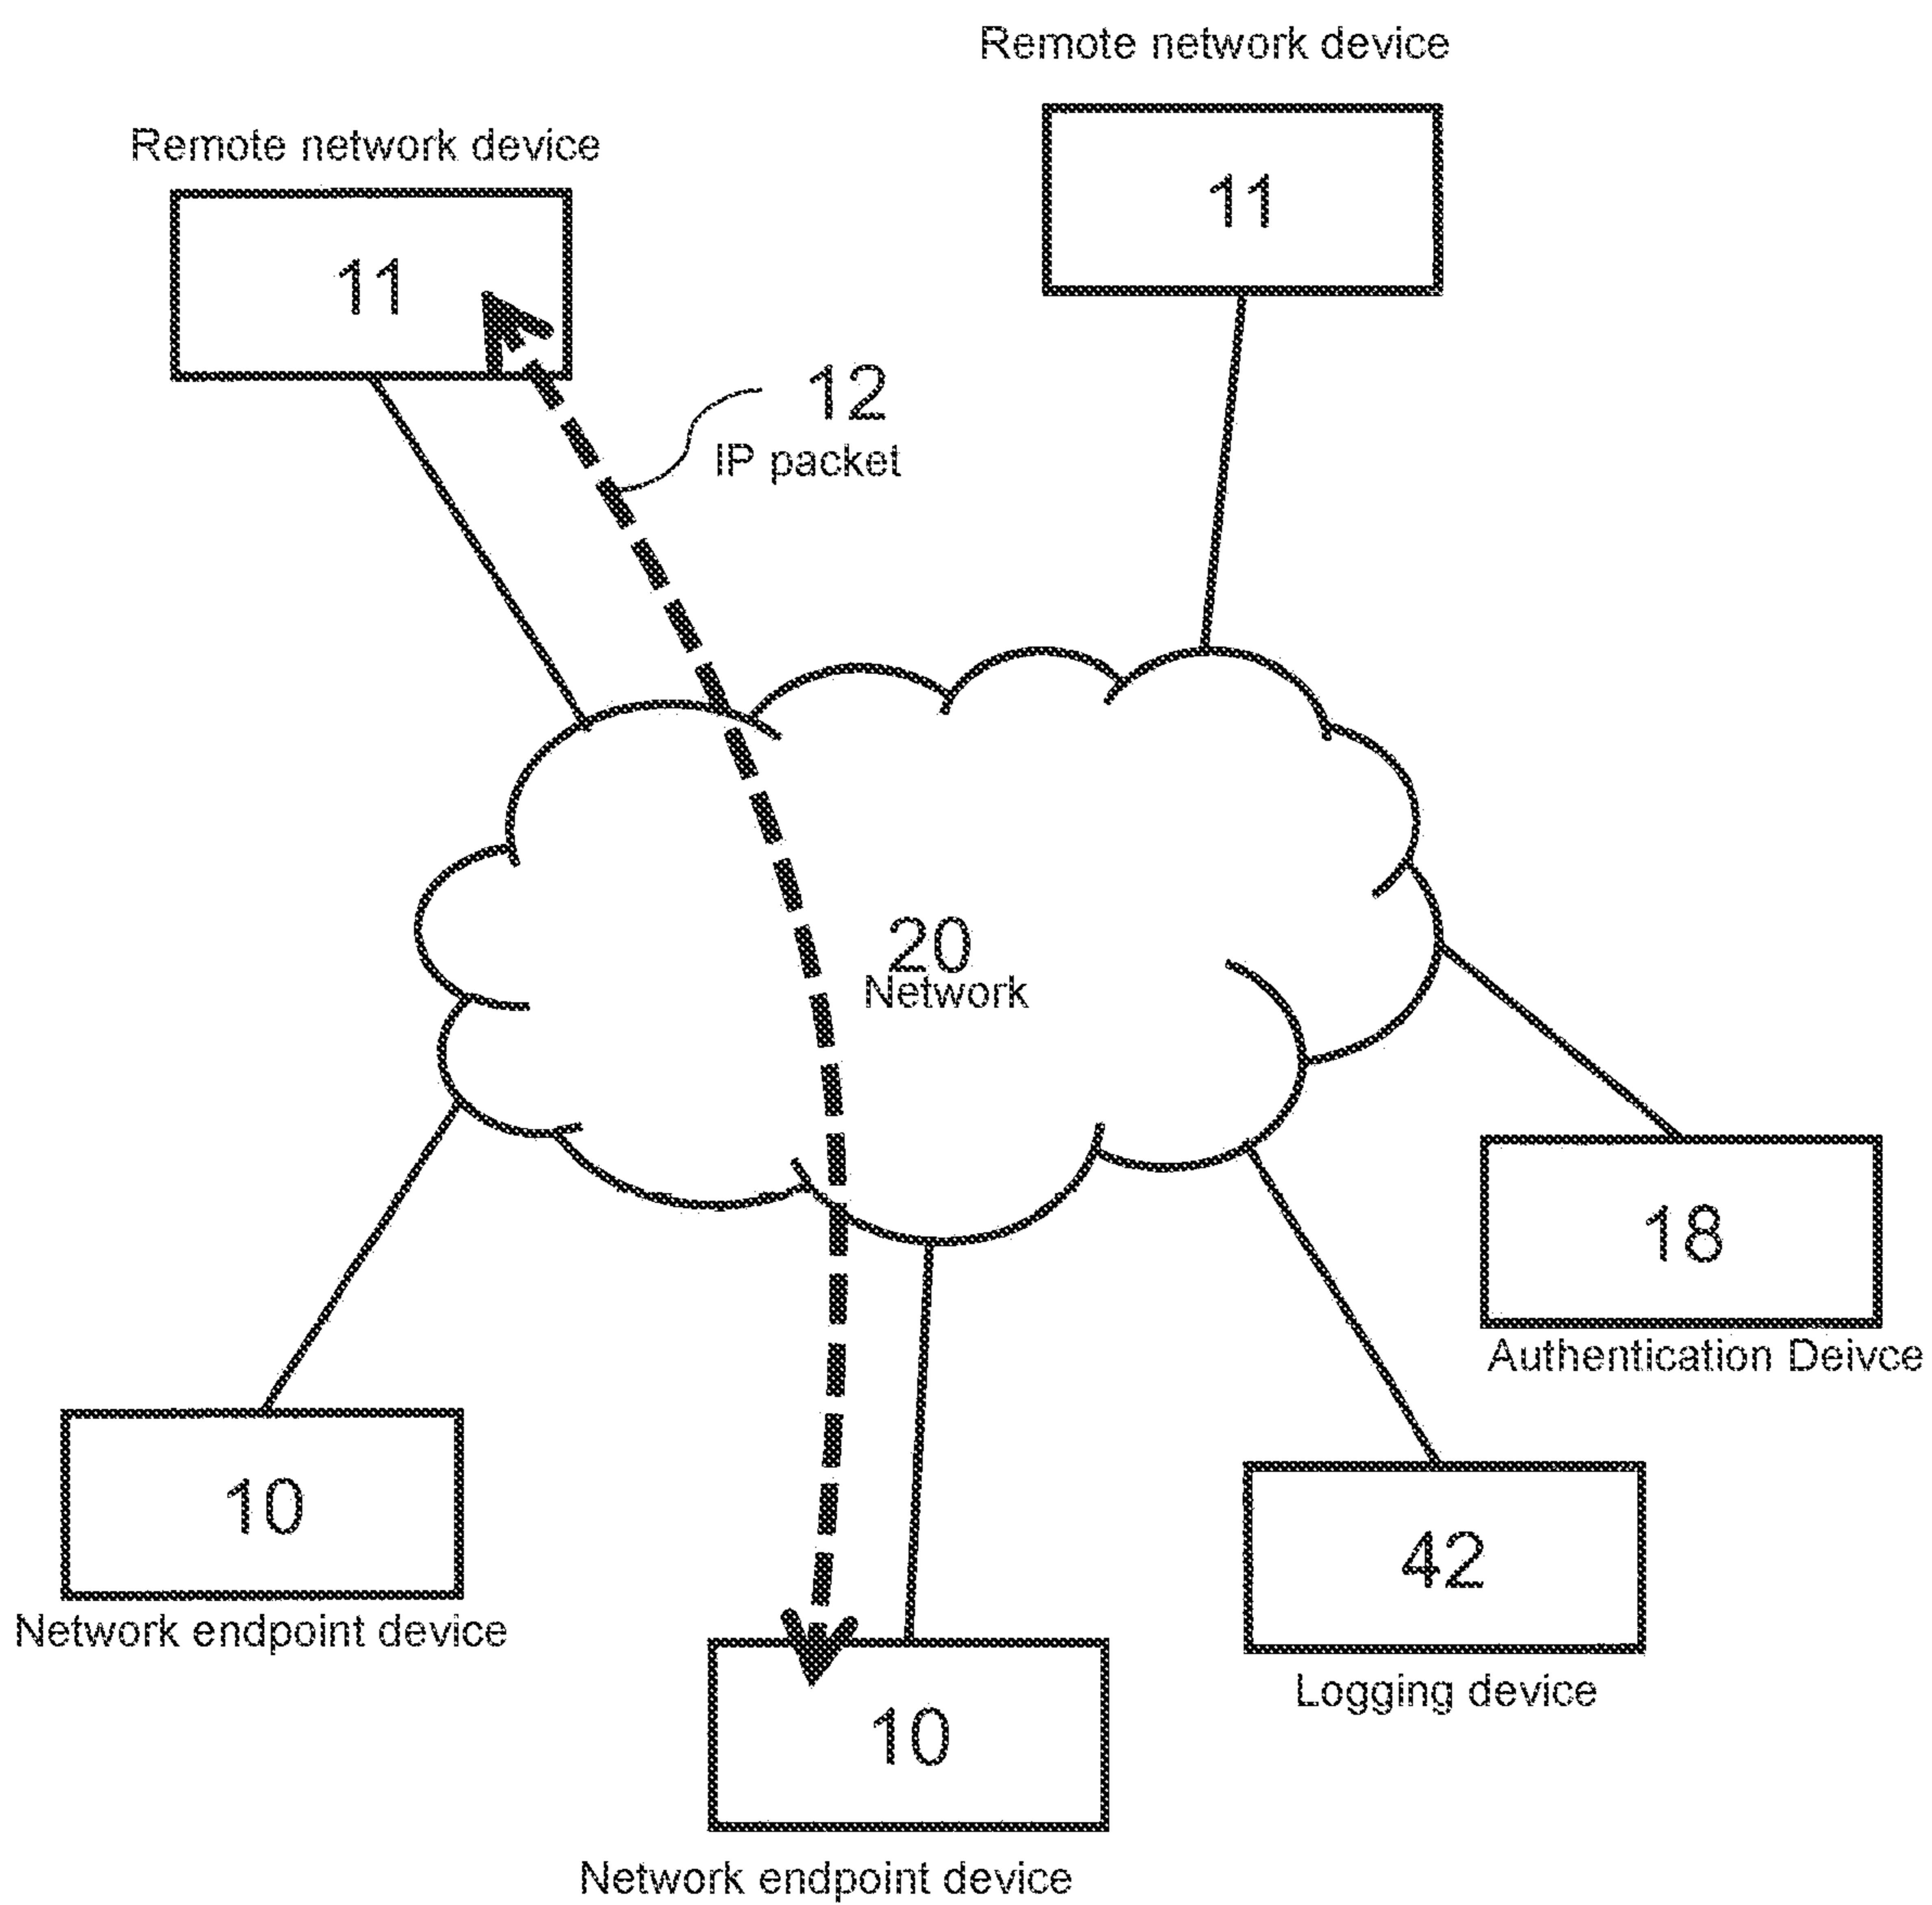 Remote network device
11
Remote network device
11
12
IP packet
20
Network
18
Authentication Deivce
10
Network endpoint device
42
Logging device
10
Network endpoint device